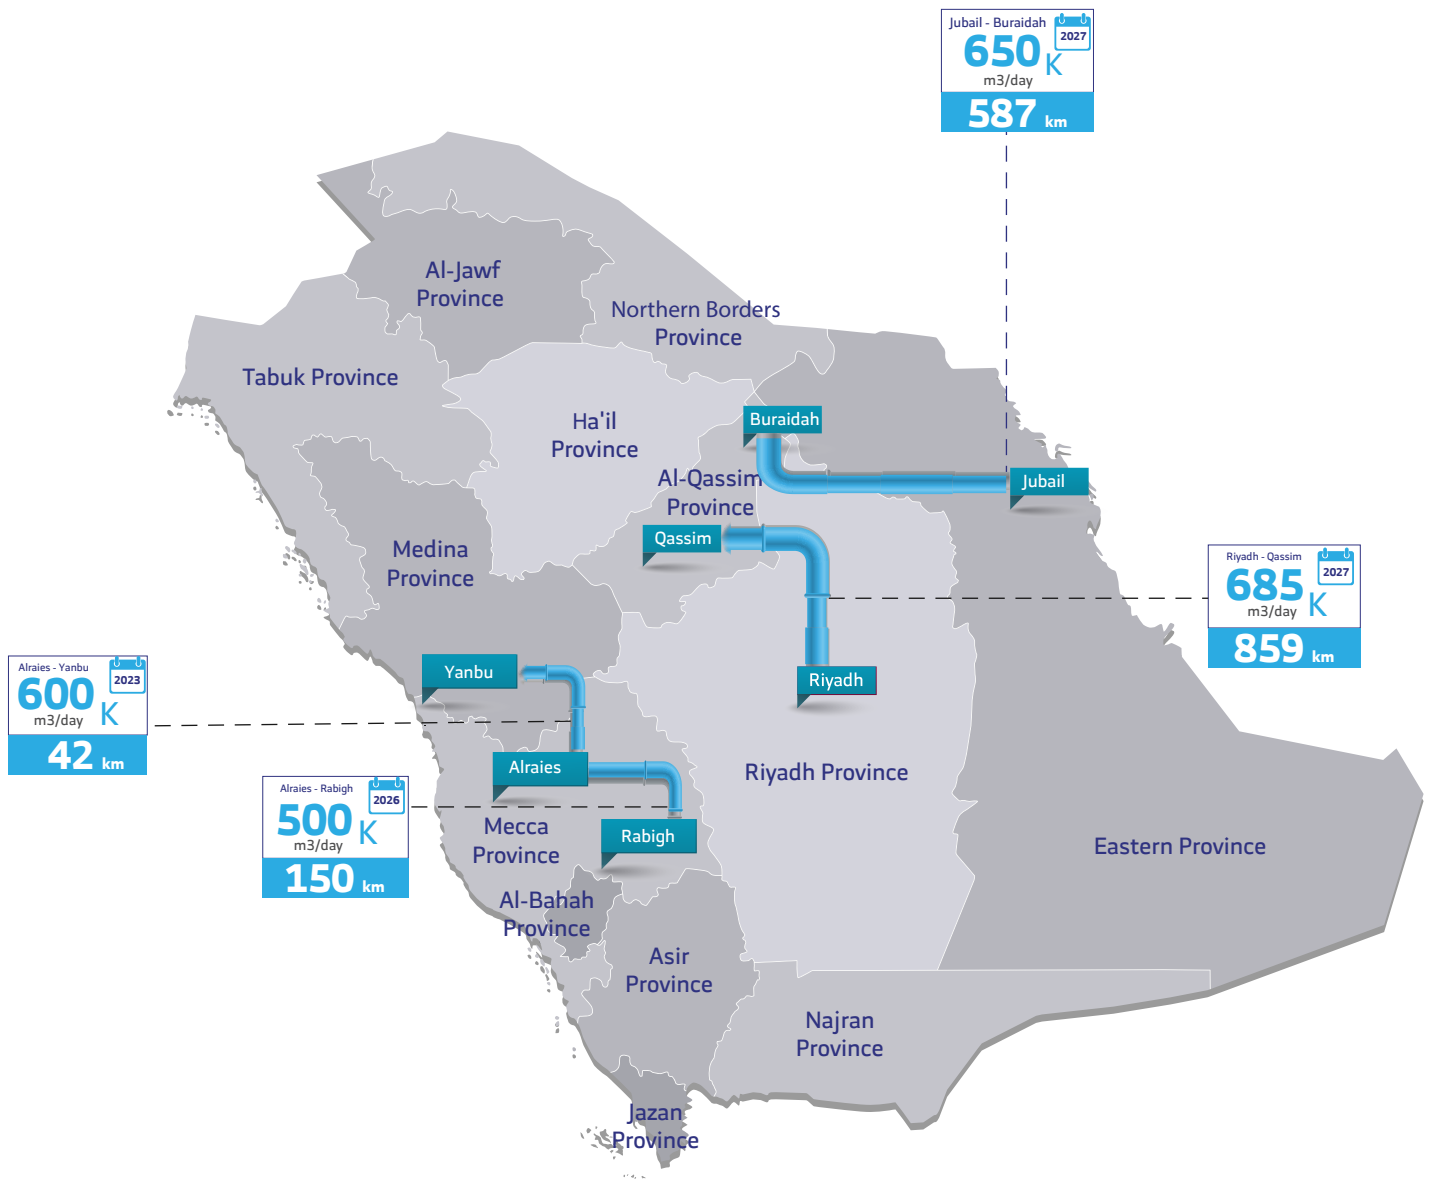 Jubail - Buraidah
2027
650 K
m3/day
587 km
Al-Jawf
Province
Northern Borders
Province
Tabuk Province
Ha'il
Province
Buraidah
Al-Qassim
Province
Jubail
Qassim
Medina
Province
Riyadh - Qassim
2027
685 K
m3/day
859 km
Alraies - Yanbu
2023
600 K
m3/day
42 km
Yanbu
Riyadh
Alraies
Riyadh Province
Alraies - Rabigh
2026
500 K
m3/day
150 km
Mecca
Province
Rabigh
Eastern Province
Al-Bahah
Province
Asir
Province
Najran
Province
Jazan
Province